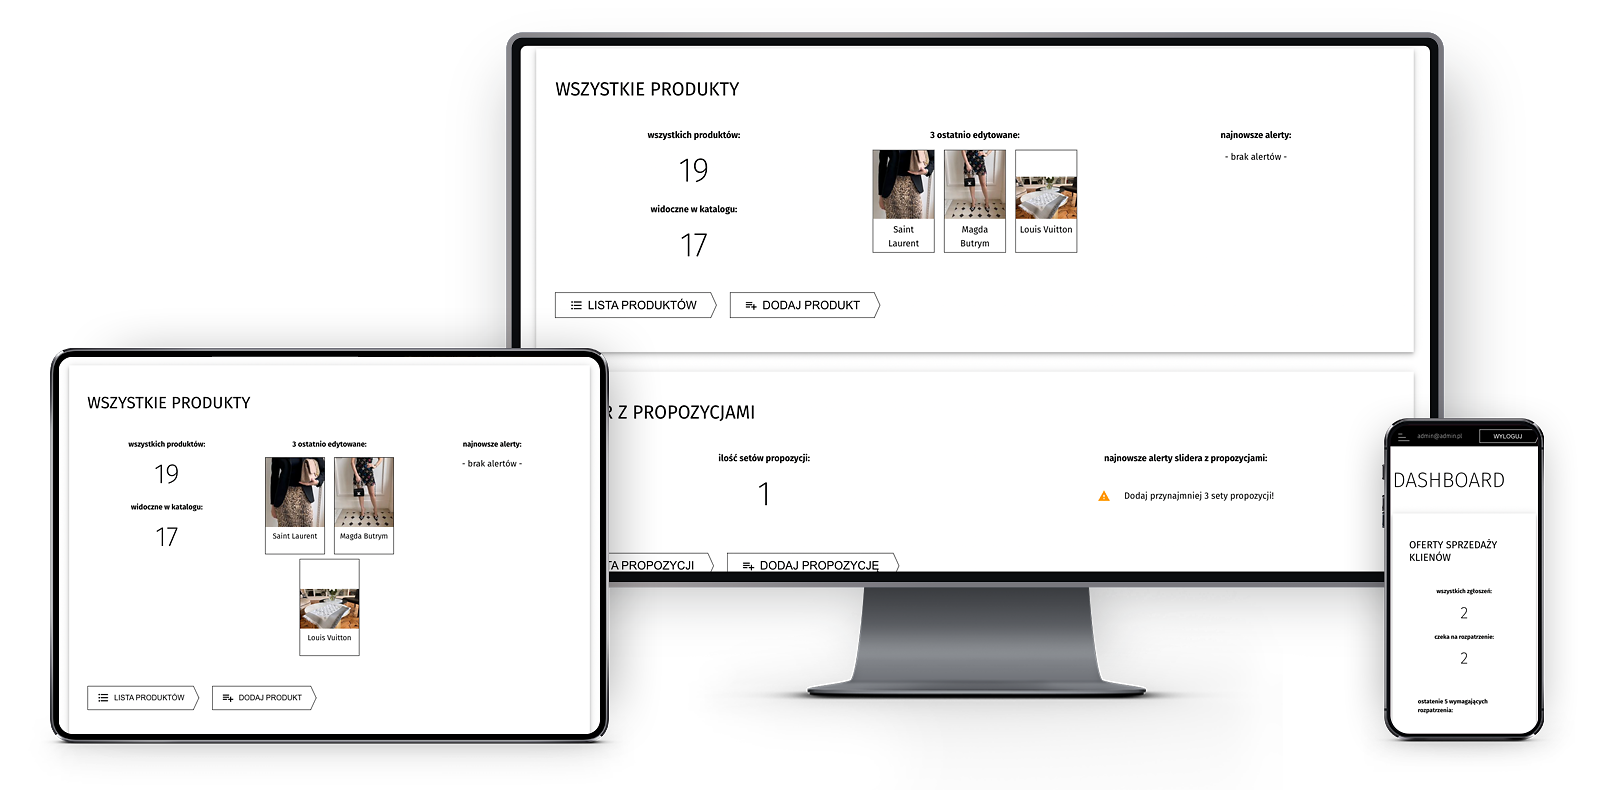 WSZYSTKIE PRODUKTY
wszystkich produktów:
19
widoczne w katalogu:
17
3 ostatnio edytowane:
Saint
Laurent
Magda
Butrym
Louis Vuitton
najnowsze alerty:
- brak alertów -
LISTA PRODUKTÓW
DODAJ PRODUKT
R Z PROPOZYCJAMI
ilość setów propozycji:
1
najnowsze alerty slidera z propozycjami:
Dodaj przynajmniej 3 sety propozycji!
TA PROPOZYCJI
DODAJ PROPOZYCJĘ
WSZYSTKIE PRODUKTY
wszystkich produktów:
19
widoczne w katalogu:
17
3 ostatnio edytowane:
Saint Laurent
Magda Butrym
Louis Vuitton
najnowsze alerty:
- brak alertów -
LISTA PRODUKTÓW
DODAJ PRODUKT
admin@admin.pl
WYLOGUJ
DASHBOARD
OFERTY SPRZEDAŻY
KLIENÓW
wszystkich zgłoszeń:
2
czeka na rozpatrzenie:
2
ostatenie 5 wymagających
rozpatrzenia: